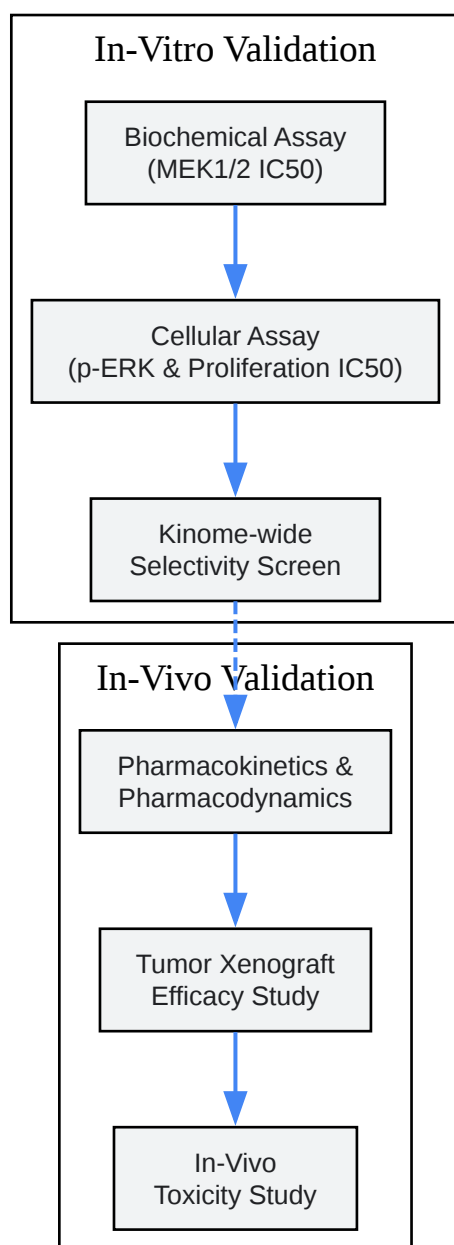 In-Vitro Validation
Biochemical Assay
(MEK1/2 IC50)
Cellular Assay
(p-ERK & Proliferation IC50)
Kinome-wide
Selectivity Screen
In-Vivo Validation
Pharmacokinetics &
Pharmacodynamics
Tumor Xenograft
Efficacy Study
In-Vivo
Toxicity Study